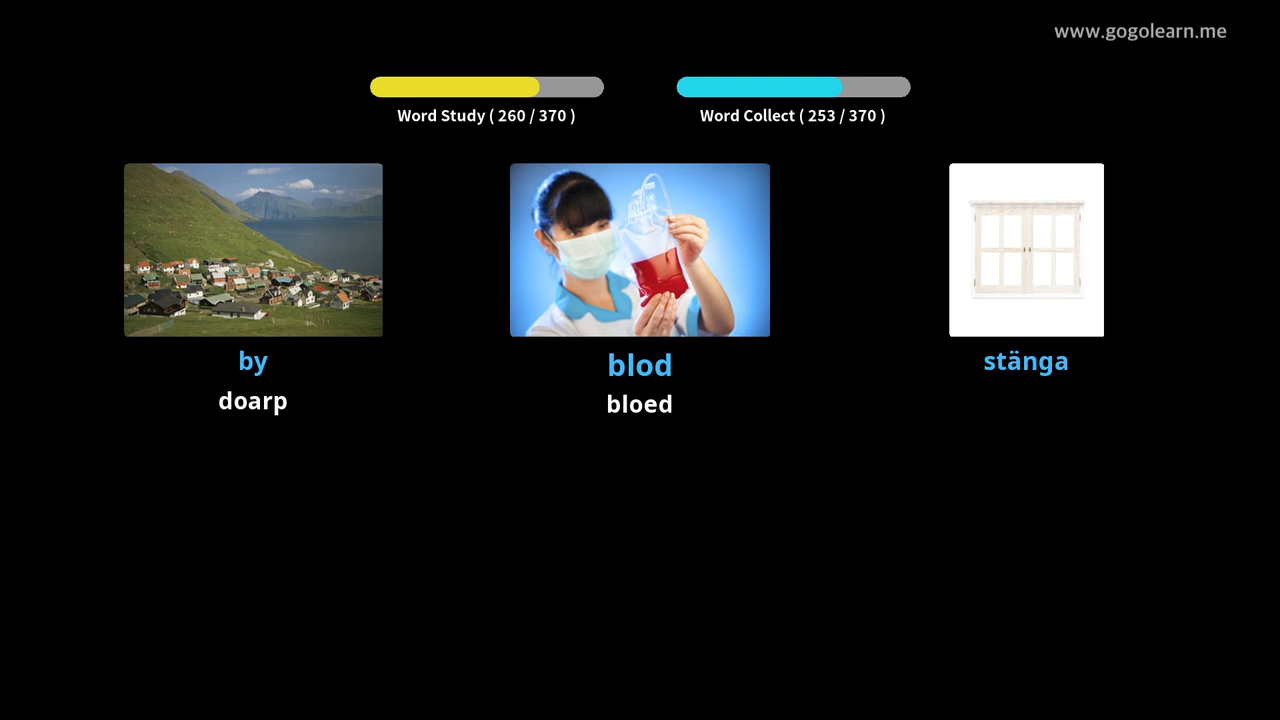 www.gogolearn.me
Word Study ( 260 / 370 )
Word Collect ( 253 / 370 )
by
doarp
blod
bloed
stänga